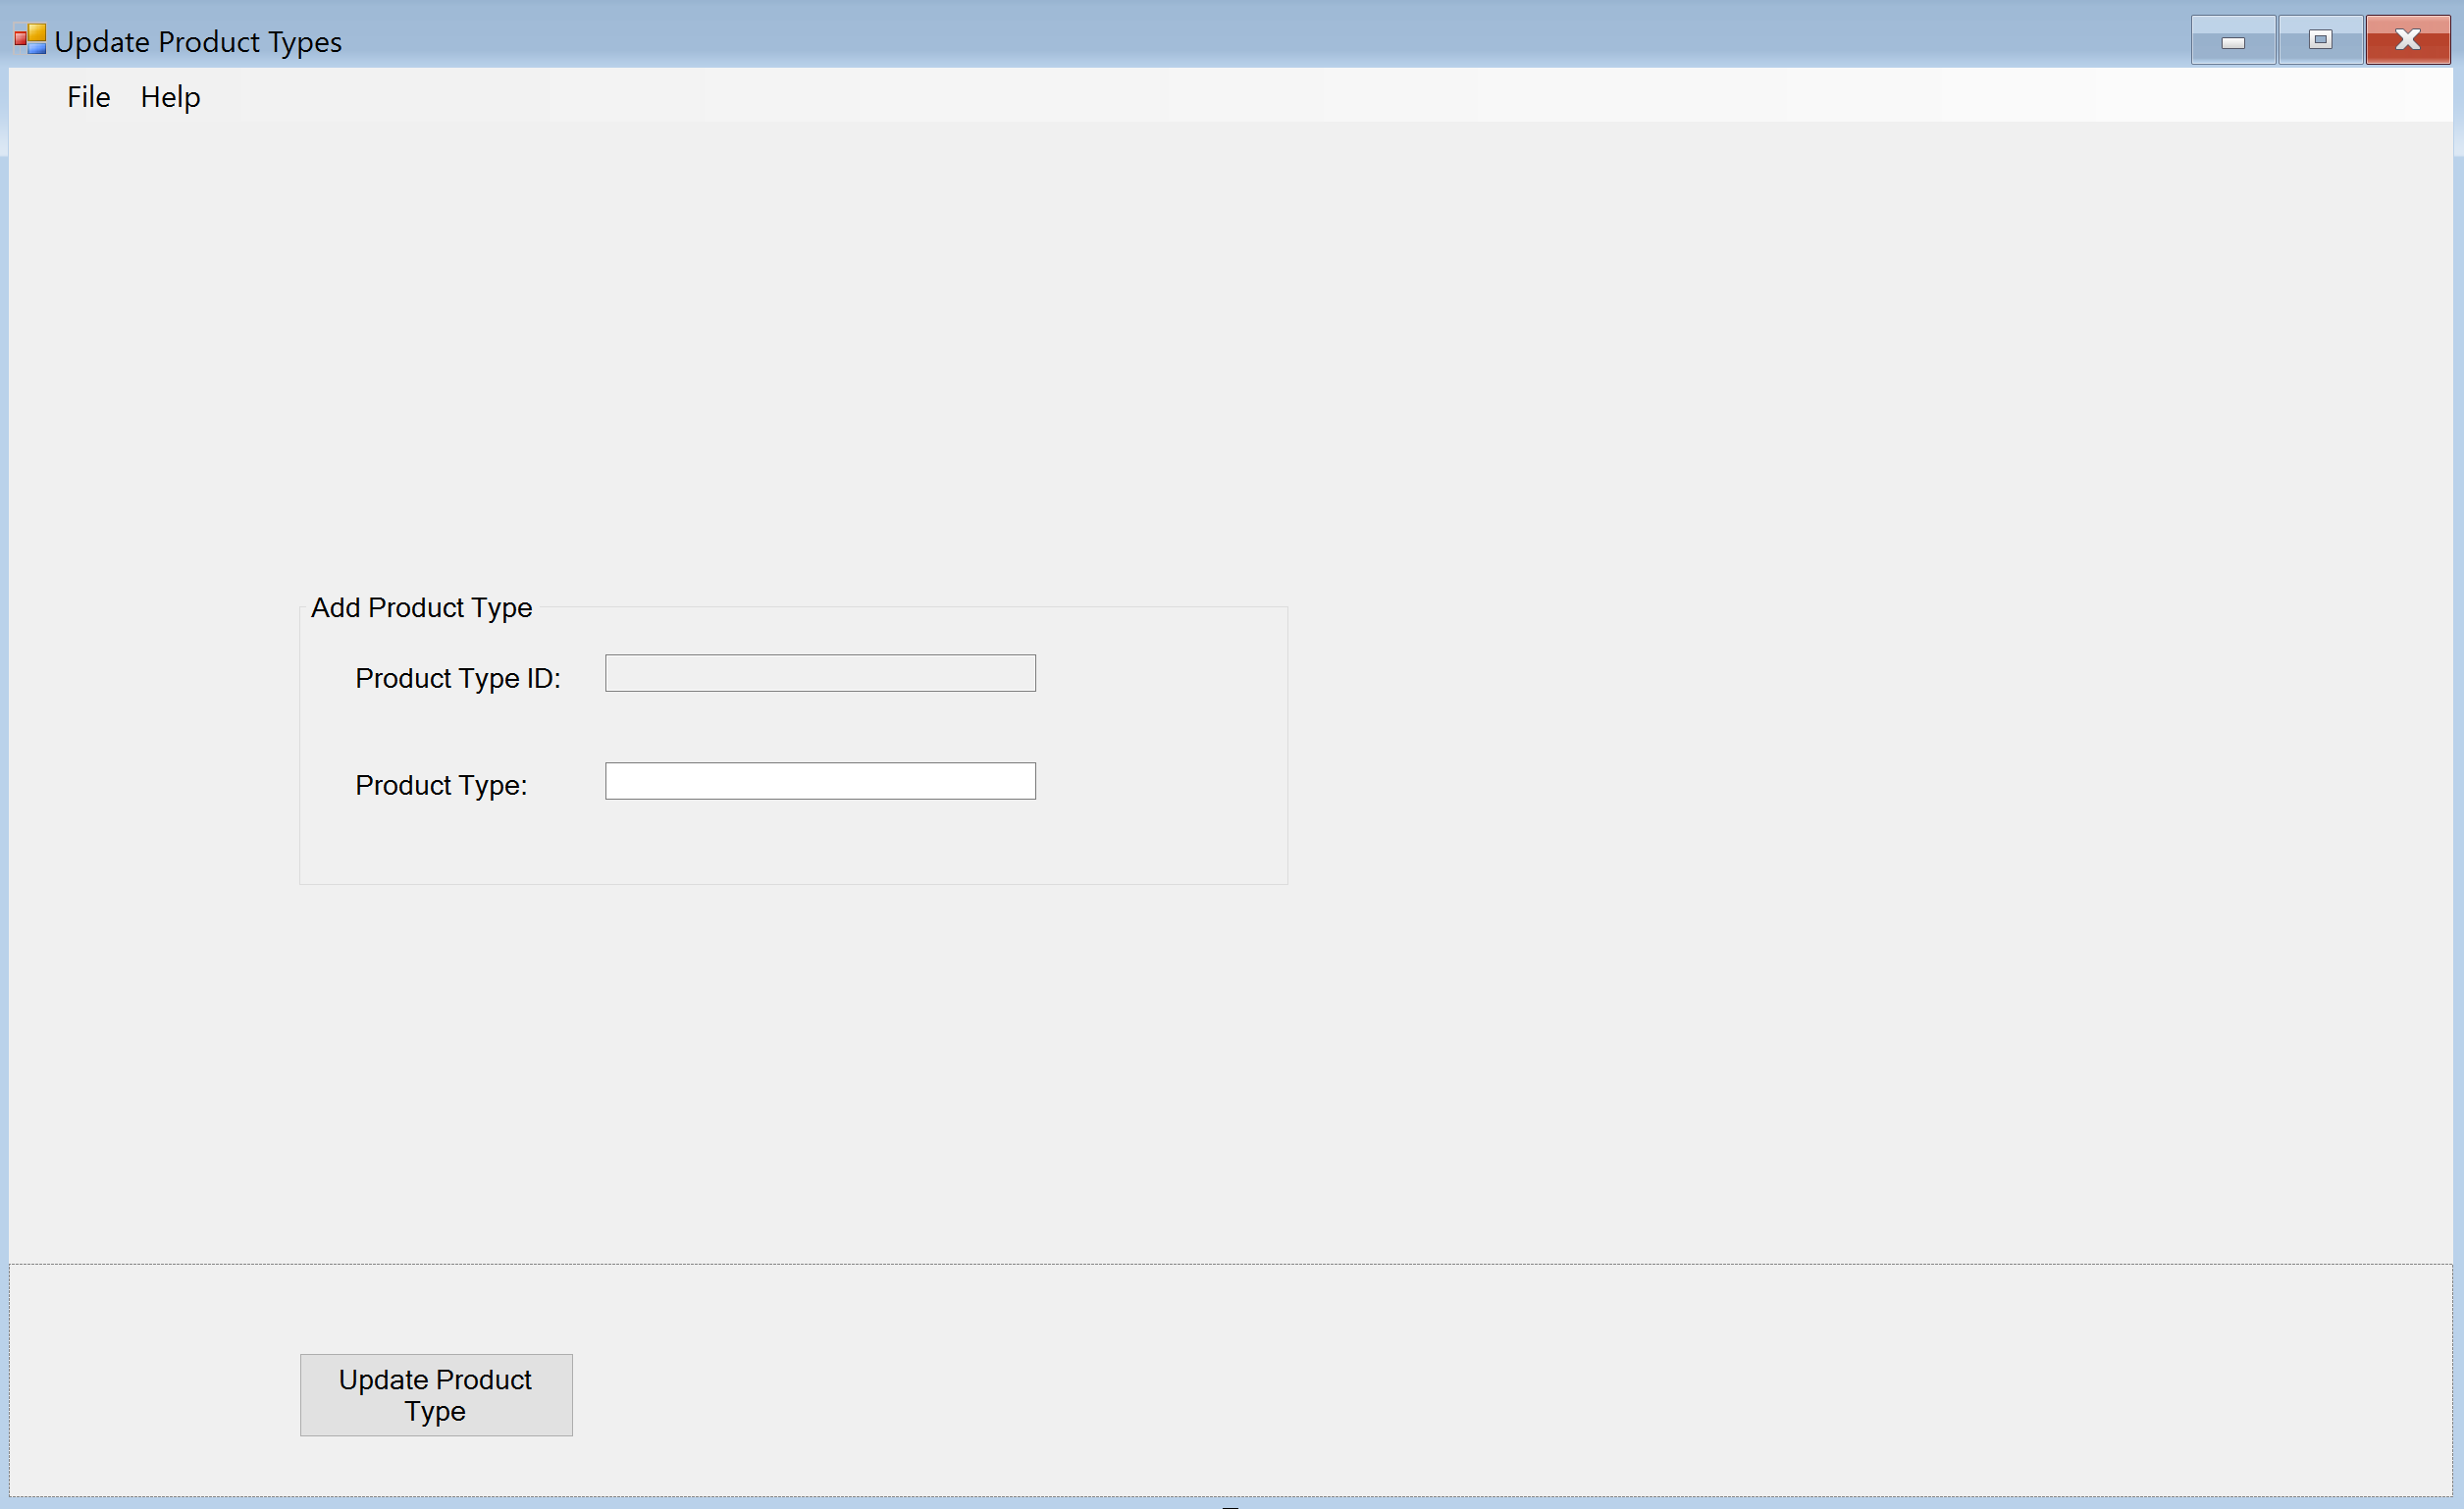 Update Product Types
File Help
Add Product Type
Product Type ID:
Product Type:
Update Product
Type